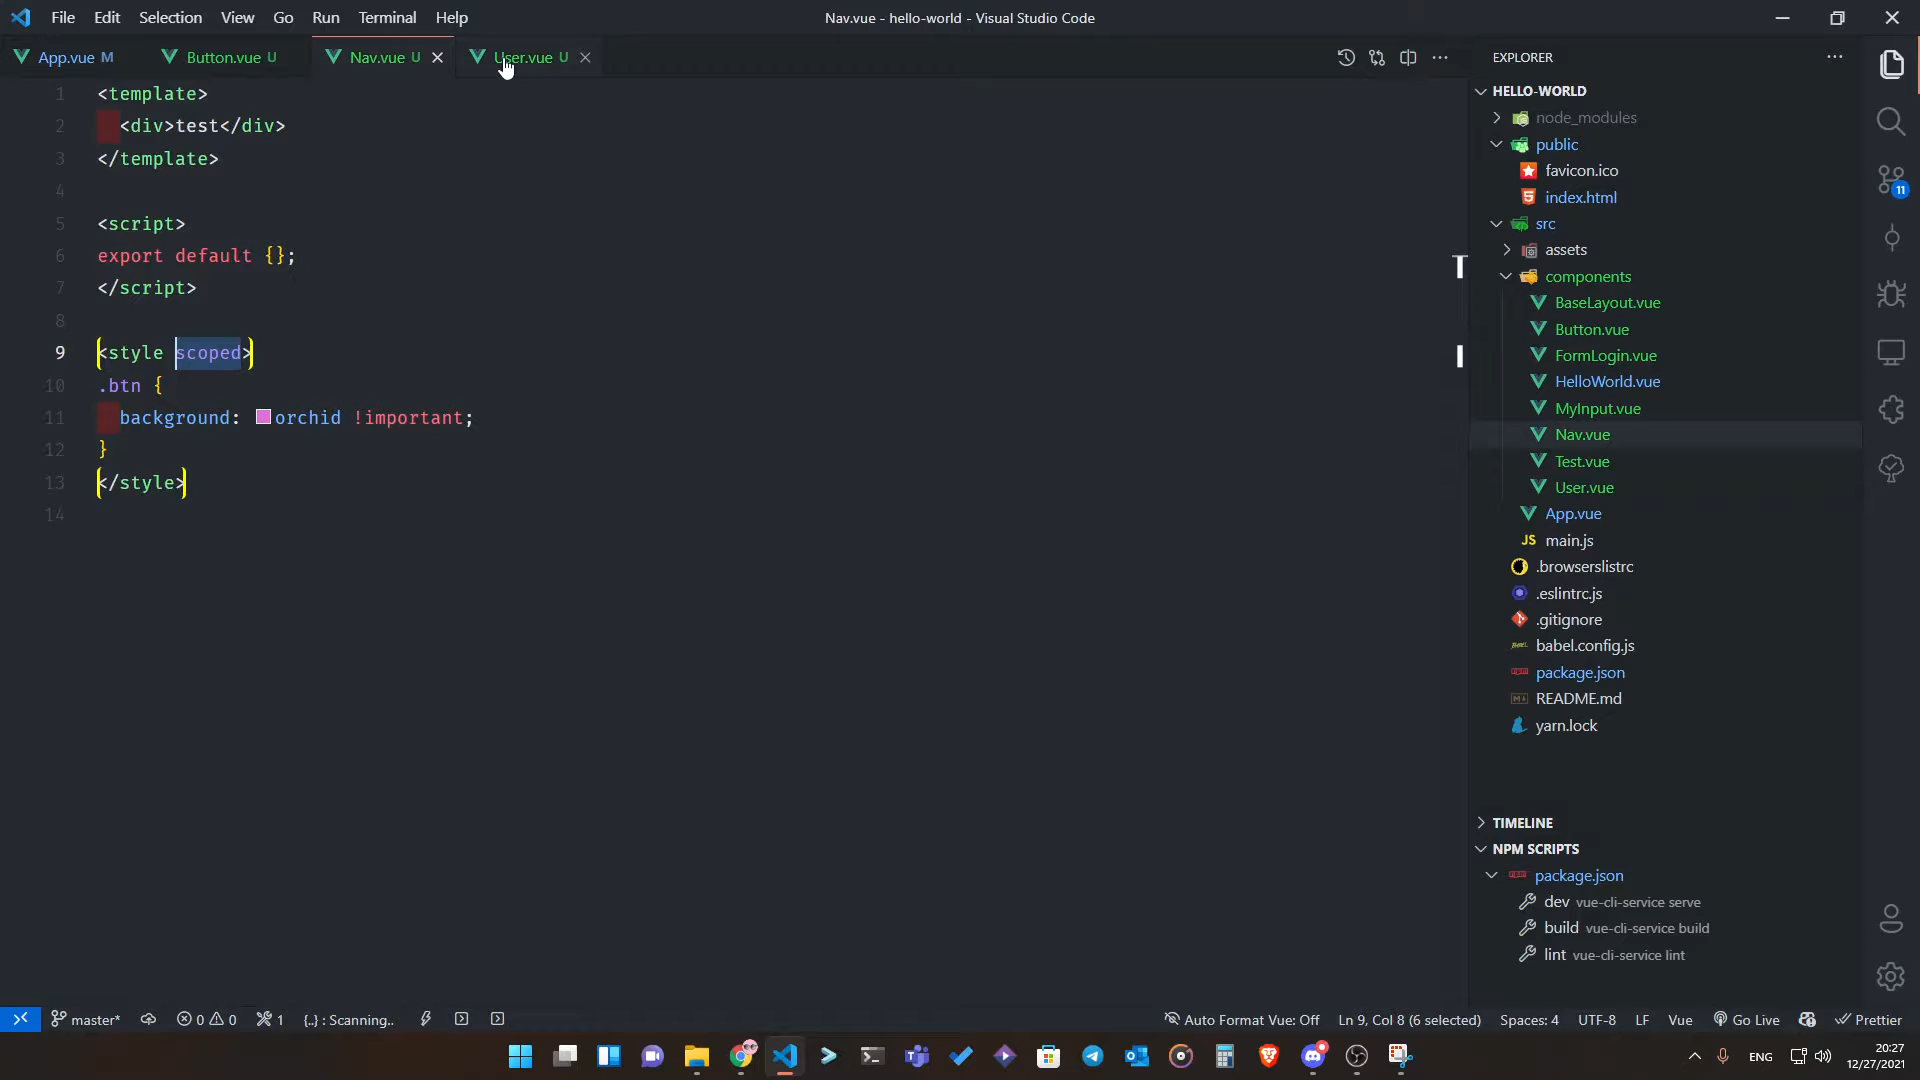 File Edit Selection View Go Run Terminal Help
Nav.vue - hello-world - Visual Studio Code
App.vue M
Button.vue U
Nav.vue U
User.vue U
1 <template>
2 <div>test</div>
3 </template>
4
5 <script>
6 export default {};
7 </script>
8
9 <style scoped>
10 .btn {
11 background: orchid !important;
12 }
13 </style>
14
EXPLORER
HELLO-WORLD
node_modules
public
favicon.ico
index.html
src
assets
components
BaseLayout.vue
Button.vue
FormLogin.vue
HelloWorld.vue
MyInput.vue
Nav.vue
Test.vue
User.vue
App.vue
JS main.js
.browserslistrc
.eslintrc.js
.gitignore
babel.config.js
package.json
README.md
yarn.lock
TIMELINE
NPM SCRIPTS
package.json
dev vue-cli-service serve
build vue-cli-service build
lint vue-cli-service lint
11
master* 0 0 1 {..} : Scanning..
Auto Format Vue: Off Ln 9, Col 8 (6 selected) Spaces: 4 UTF-8 LF Vue Go Live Prettier
ENG
20:27
12/27/2021